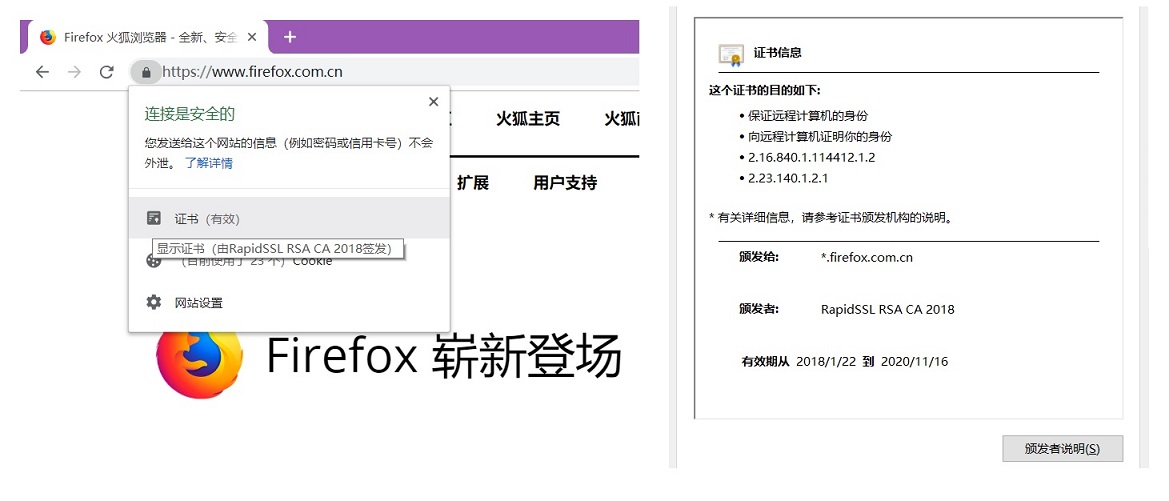 Firefox 火狐浏览器 - 全新、安全
https://www.firefox.com.cn
火狐主页
连接是安全的
您发送给这个网站的信息（例如密码或信用卡号）不会
外泄。 了解详情
扩展 用户支持
证书（有效）
显示证书（由RapidSSL RSA CA 2018签发）
（目前使用了 23 个）Cookie
网站设置
Firefox 崭新登场
证书信息
这个证书的目的如下:
• 保证远程计算机的身份
• 向远程计算机证明你的身份
• 2.16.840.1.114412.1.2
• 2.23.140.1.2.1
* 有关详细信息，请参考证书颁发机构的说明。
颁发给: *.firefox.com.cn
颁发者: RapidSSL RSA CA 2018
有效期从 2018/1/22 到 2020/11/16
颁发者说明(S)